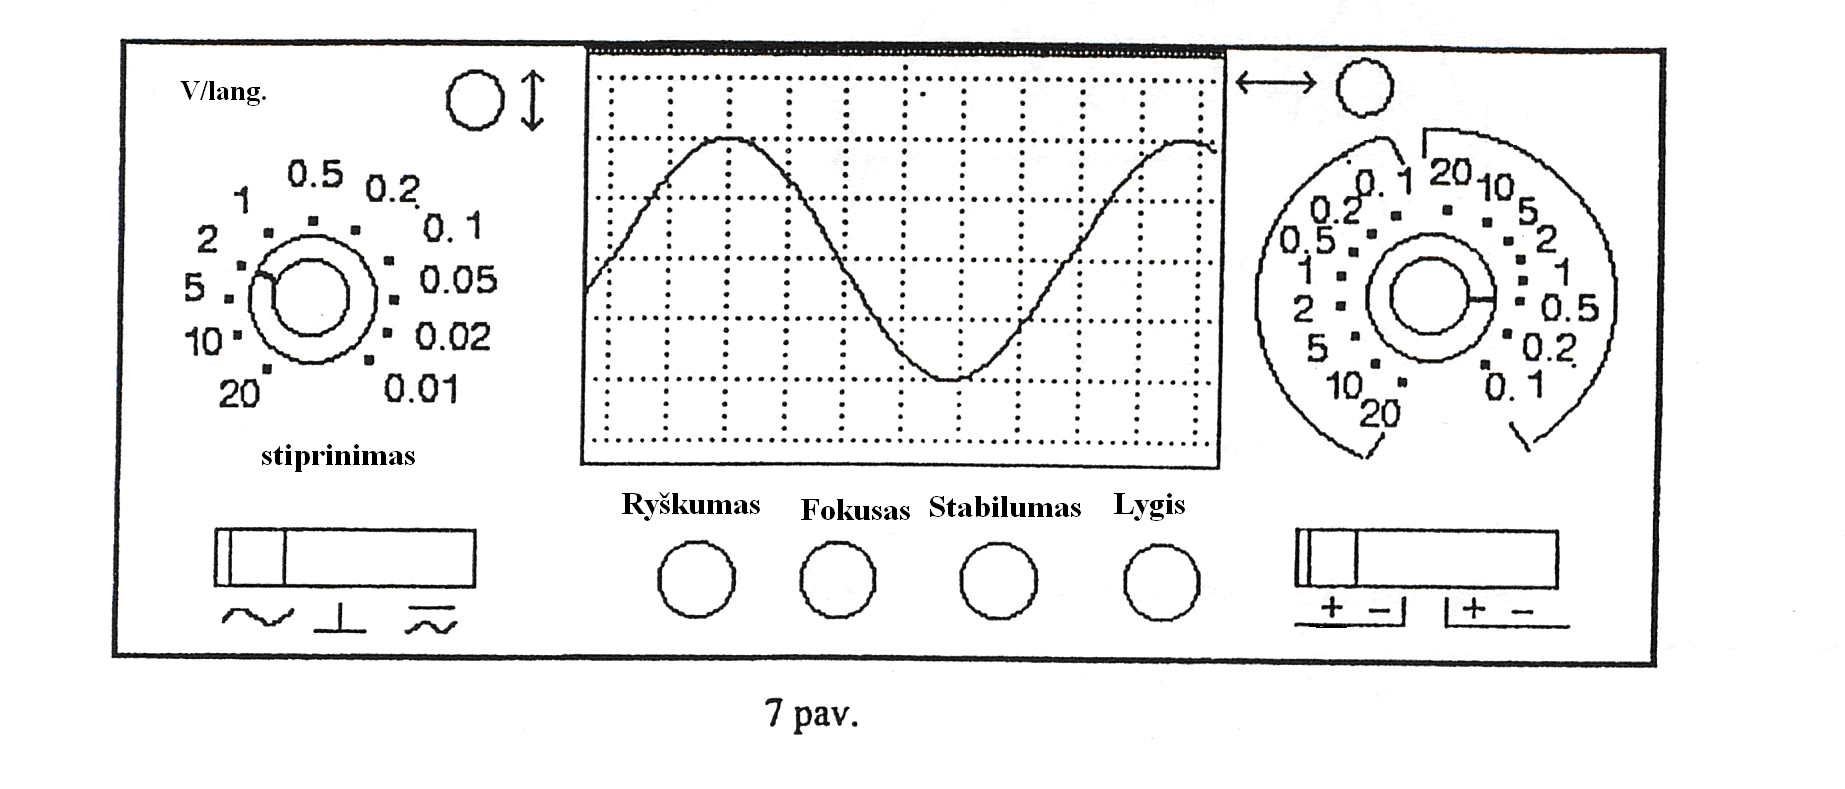 V/lang.
0.5 0.2
1 0.1
2 0.05
5 0.02
10 0.01
20
stiprinimas
Ryškumas Fokusas Stabilumas Lygis
0.1 20 10
0.2 5
0.5 2
1 1
2 0.5
5 0.2
10 0.1
20
+ − + −
7 pav.